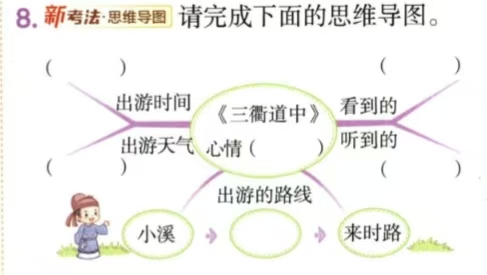 8. 新考法·思维导图 请完成下面的思维导图。
( ) ( )
出游时间 《三衢道中》 看到的
出游天气 心情( ) 听到的
( ) ( )
出游的路线
小溪 来时路